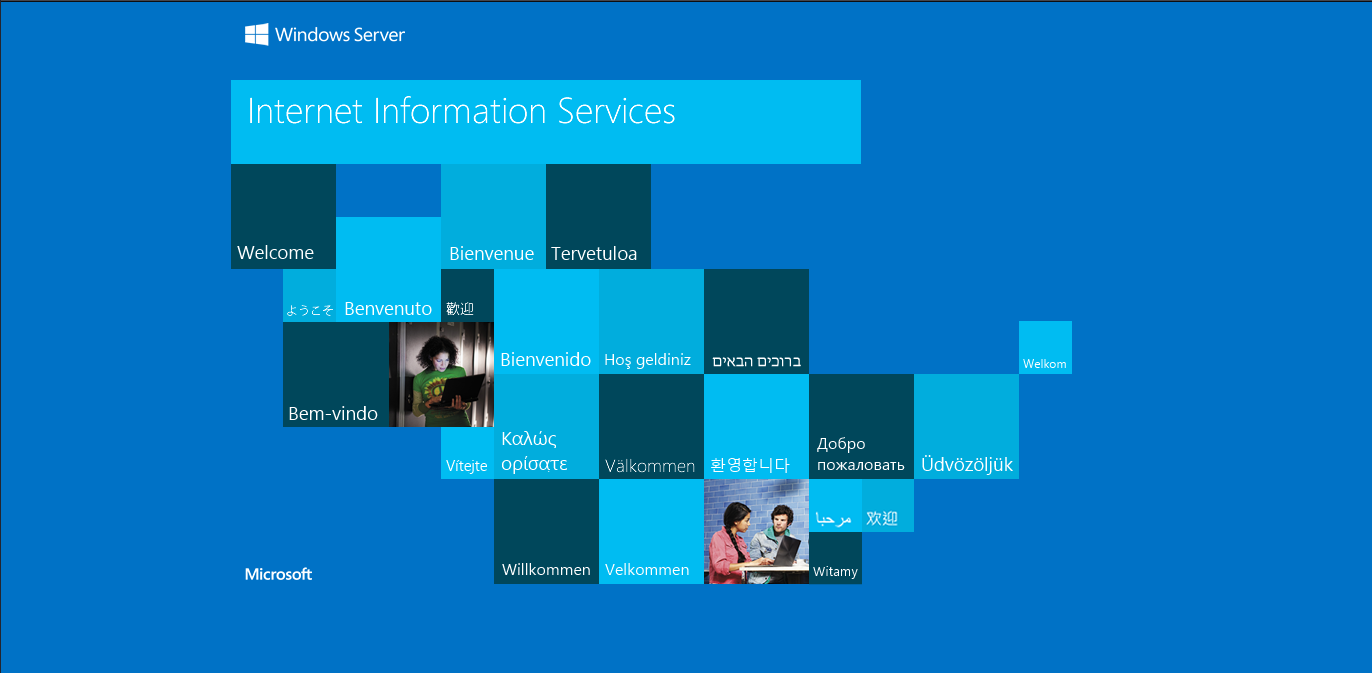 Windows Server
Internet Information Services
Welcome
Bienvenue
Tervetuloa
ようこそ
Benvenuto
歡迎
Bienvenido
Hoş geldiniz
ברוכים הבאים
Welkom
Bem-vindo
Vítejte
Καλώς
ορίσατε
Välkommen
환영합니다
Добро
пожаловать
Üdvözöljük
مرحبا
欢迎
Willkommen
Velkommen
Witamy
Microsoft